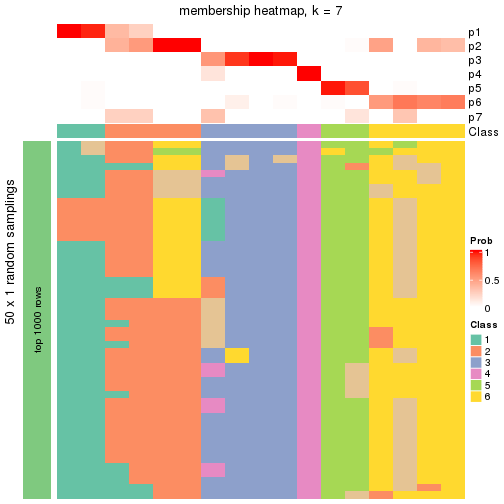 membership heatmap, k = 7
p1
p2
p3
p4
p5
p6
p7
Class
50 x 1 random samplings
top 1000 rows
Prob
1
0.5
0
Class
1
2
3
4
5
6